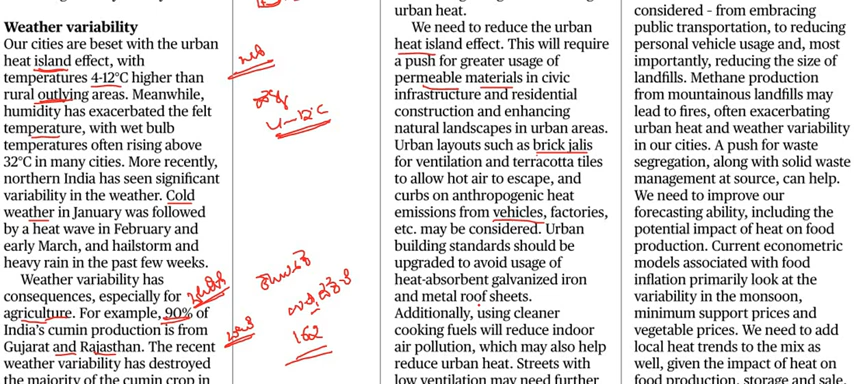 Weather variability
Our cities are beset with the urban
heat island effect, with
temperatures 4-12°C higher than
rural outlying areas. Meanwhile,
humidity has exacerbated the felt
temperature, with wet bulb
temperatures often rising above
32°C in many cities. More recently,
northern India has seen significant
variability in the weather. Cold
weather in January was followed
by a heat wave in February and
early March, and hailstorm and
heavy rain in the past few weeks.
Weather variability has
consequences, especially for
agriculture. For example, 90% of
India's cumin production is from
Gujarat and Rajasthan. The recent
weather variability has destroyed
the majority of the cumin crop in
4-12°C
162
urban heat.
We need to reduce the urban
heat island effect. This will require
a push for greater usage of
permeable materials in civic
infrastructure and residential
construction and enhancing
natural landscapes in urban areas.
Urban layouts such as brick jalis
for ventilation and terracotta tiles
to allow hot air to escape, and
curbs on anthropogenic heat
emissions from vehicles, factories,
etc. may be considered. Urban
building standards should be
upgraded to avoid usage of
heat-absorbent galvanized iron
and metal roof sheets.
Additionally, using cleaner
cooking fuels will reduce indoor
air pollution, which may also help
reduce urban heat. Streets with
low ventilation may need further
considered - from embracing
public transportation, to reducing
personal vehicle usage and, most
importantly, reducing the size of
landfills. Methane production
from mountainous landfills may
lead to fires, often exacerbating
urban heat and weather variability
in our cities. A push for waste
segregation, along with solid waste
management at source, can help.
We need to improve our
forecasting ability, including the
potential impact of heat on food
production. Current econometric
models associated with food
inflation primarily look at the
variability in the monsoon,
minimum support prices and
vegetable prices. We need to add
local heat trends to the mix as
well, given the impact of heat on
food production, storage and sale.